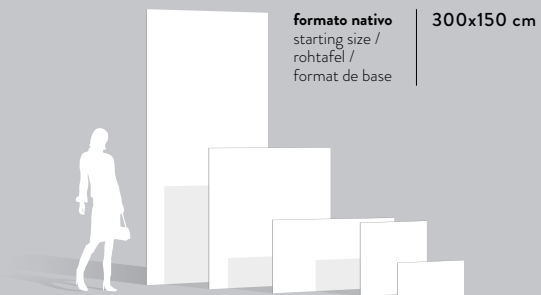 formato nativo
starting size /
rohtafel /
format de base
300x150 cm